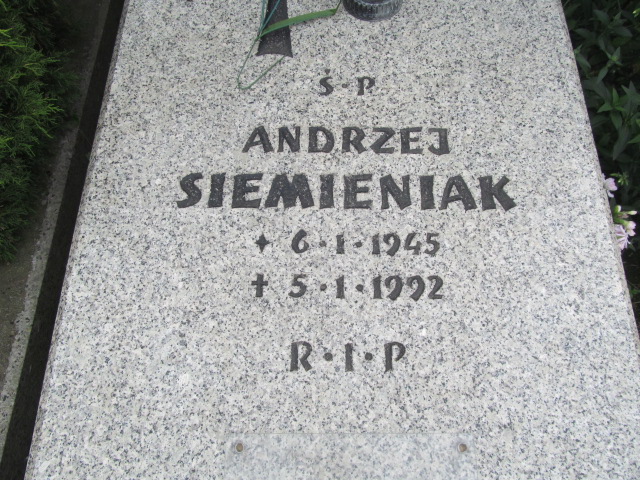 Ś·P
ANDRZEJ
SIEMIENIAK
✦ 6·1·1945
✝ 5·1·1992
R·I·P